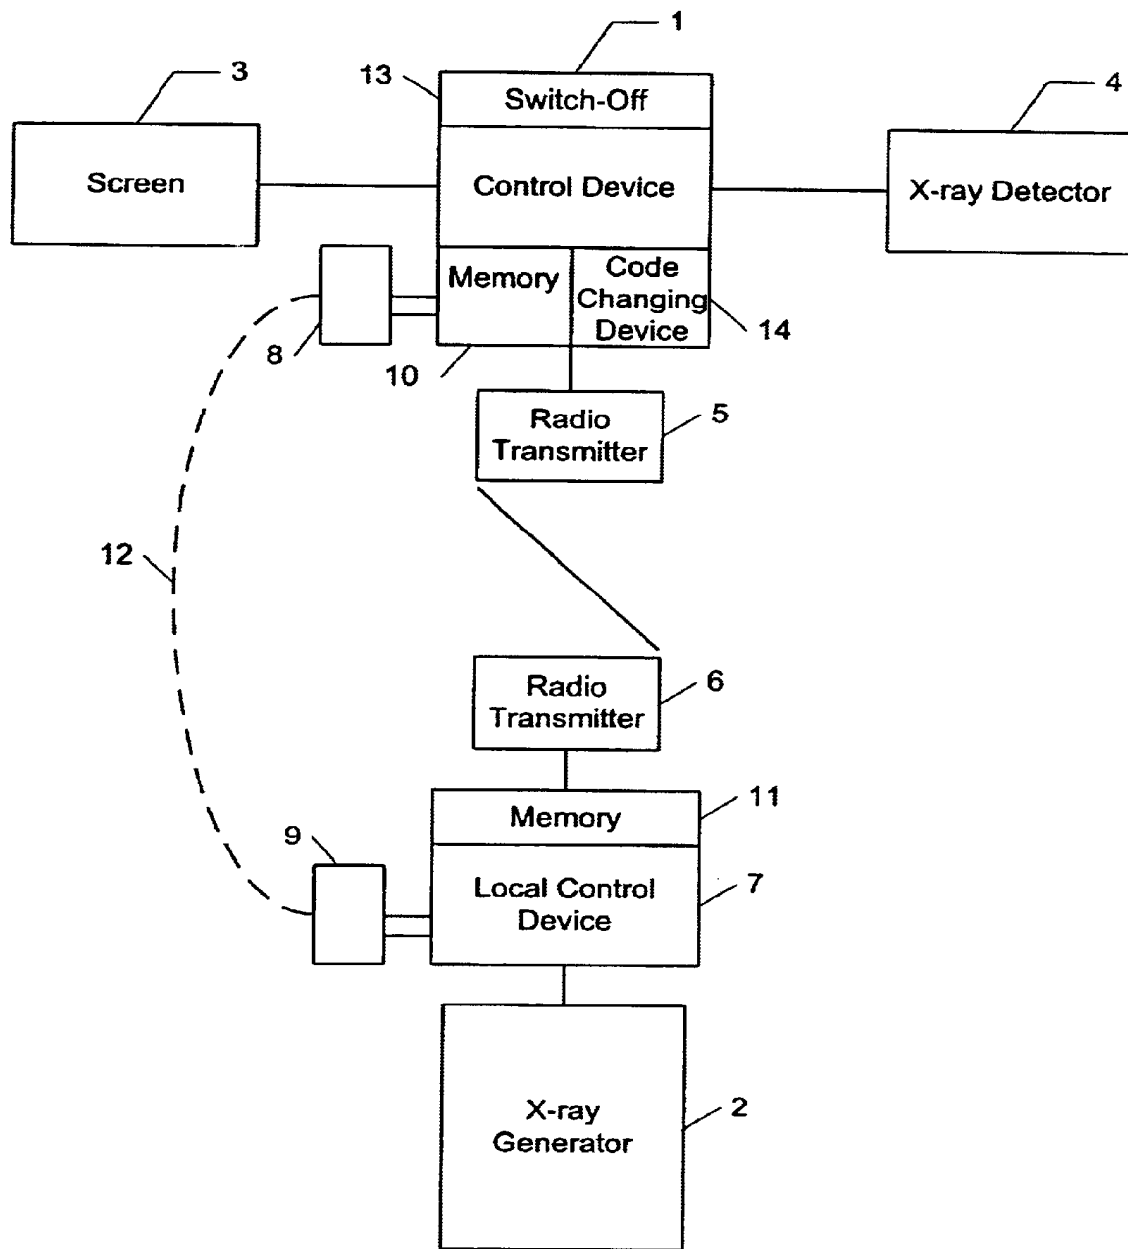 1
3
13
4
Switch-Off
Screen
Control Device
X-ray Detector
Memory
Code
Changing
Device
14
8
10
Radio
Transmitter
5
12
Radio
Transmitter
6
Memory
11
9
Local Control
Device
7
X-ray
Generator
2